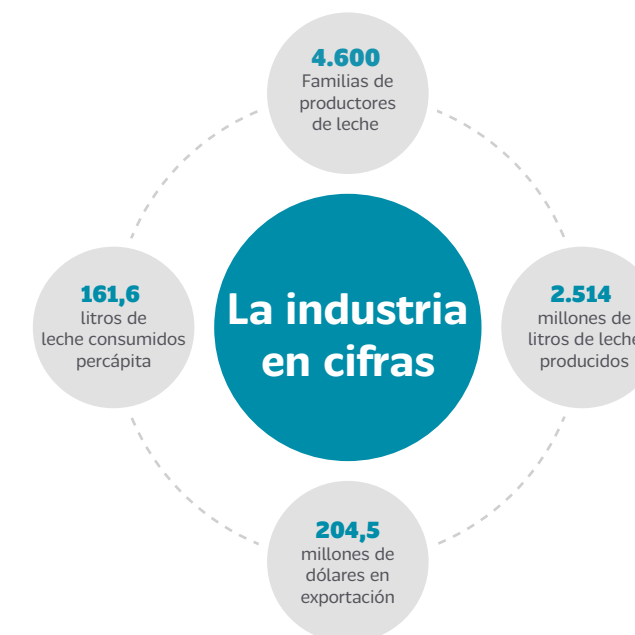 4.600
Familias de
productores
de leche
161,6
litros de
leche consumidos
percápita
La industria
en cifras
2.514
millones de
litros de leche
producidos
204,5
millones de
dólares en
exportación